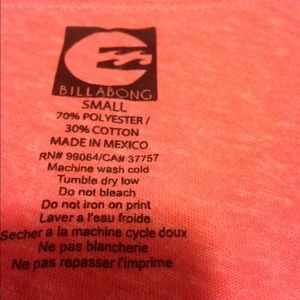 BILLABONG
SMALL
70% POLYESTER /
30% COTTON
MADE IN MEXICO
RN# 99064/CA# 37757
Machine wash cold
Tumble dry low
Do not bleach
Do not iron on print
Laver a l'eau froide
Secher a la machine cycle doux
Ne pas blancherie
Ne pas repasser l'imprime